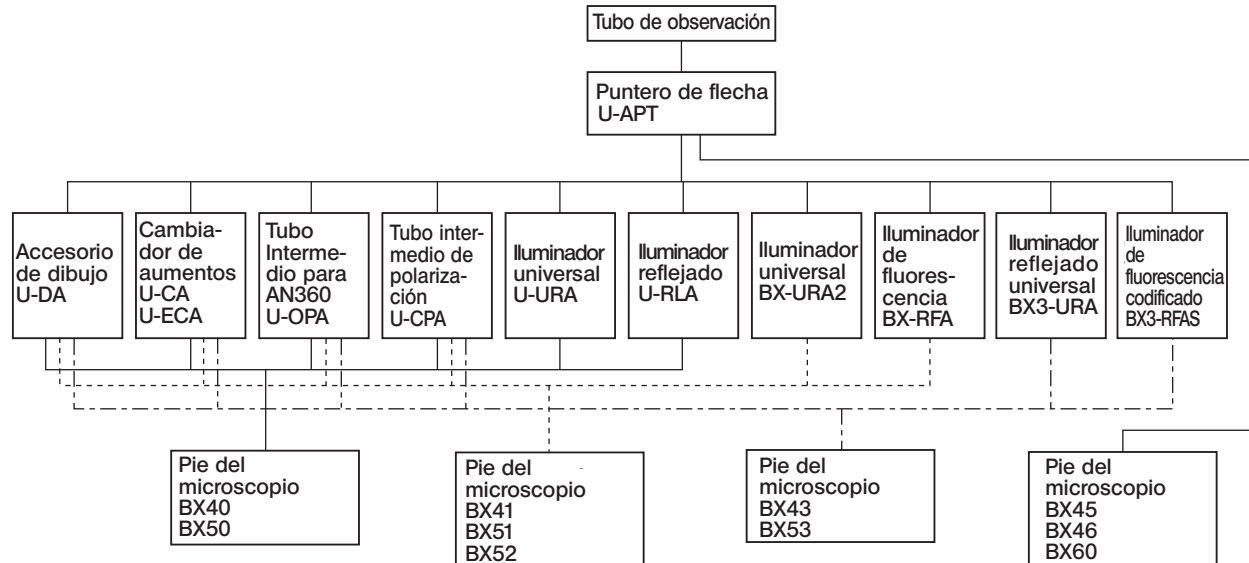 Tubo de observación
Puntero de flecha
U-APT
Accesorio
de dibujo
U-DA
Cambia-
dor de
aumentos
U-CA
U-ECA
Tubo
Interme-
dio para
AN360
U-OPA
Tubo inter-
medio de
polariza-
ción
U-CPA
Iluminador
universal
U-URA
Iluminador
reflejado
U-RLA
Iluminador
universal
BX-URA2
Iluminador
de
fluores-
cencia
BX-RFA
Iluminador
reflejado
universal
BX3-URA
Iluminador
de
fluorescencia
codificado
BX3-RFAS
Pie del
microscopio
BX40
BX50
Pie del
microscopio
BX41
BX51
BX52
Pie del
microscopio
BX43
BX53
Pie del
microscopio
BX45
BX46
BX60